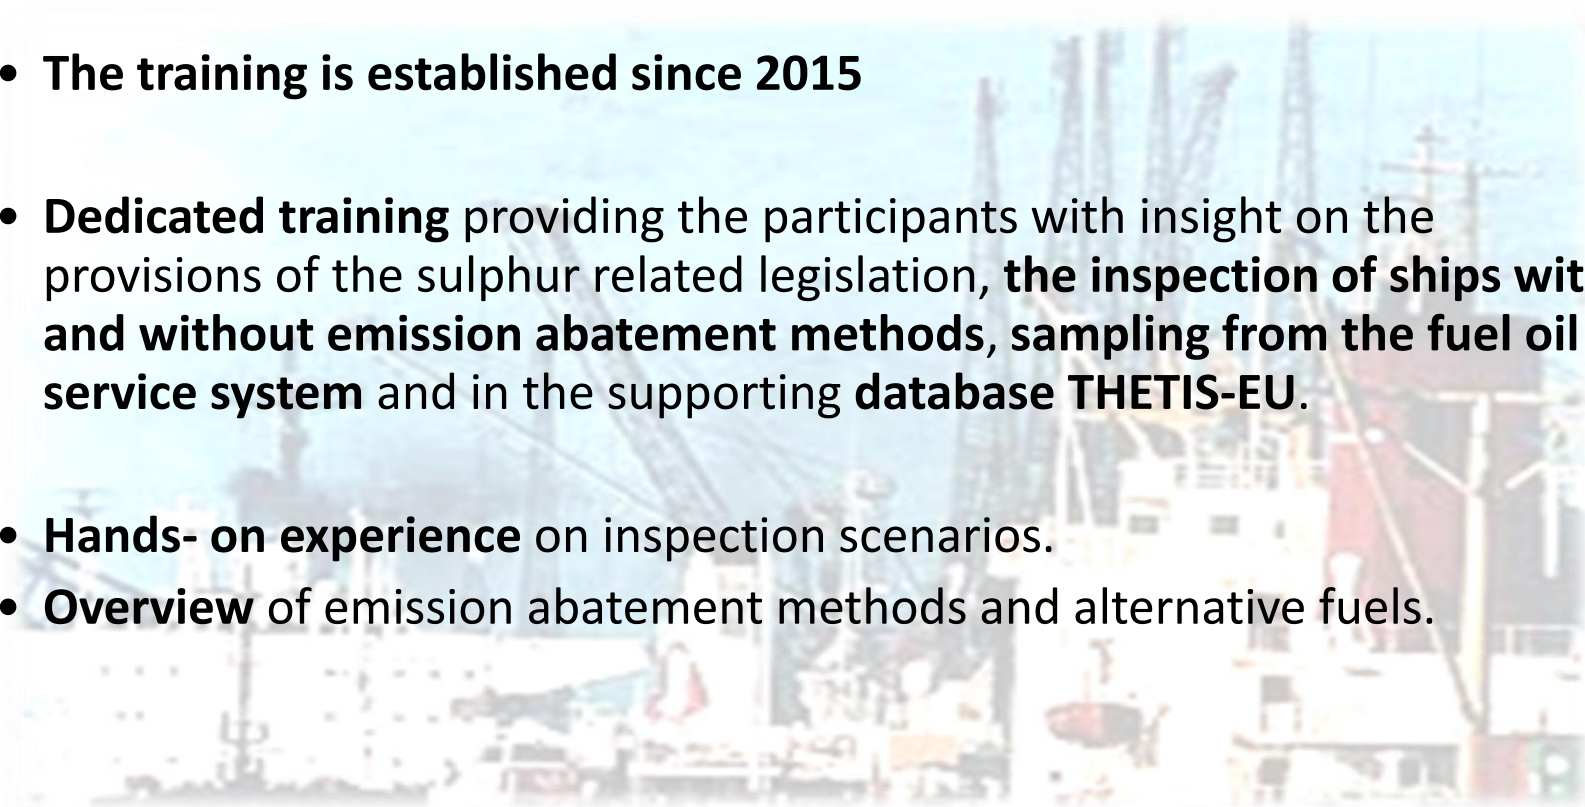 • The training is established since 2015
• Dedicated training providing the participants with insight on the
provisions of the sulphur related legislation, the inspection of ships wit
and without emission abatement methods, sampling from the fuel oil
service system and in the supporting database THETIS-EU.
• Hands- on experience on inspection scenarios.
• Overview of emission abatement methods and alternative fuels.